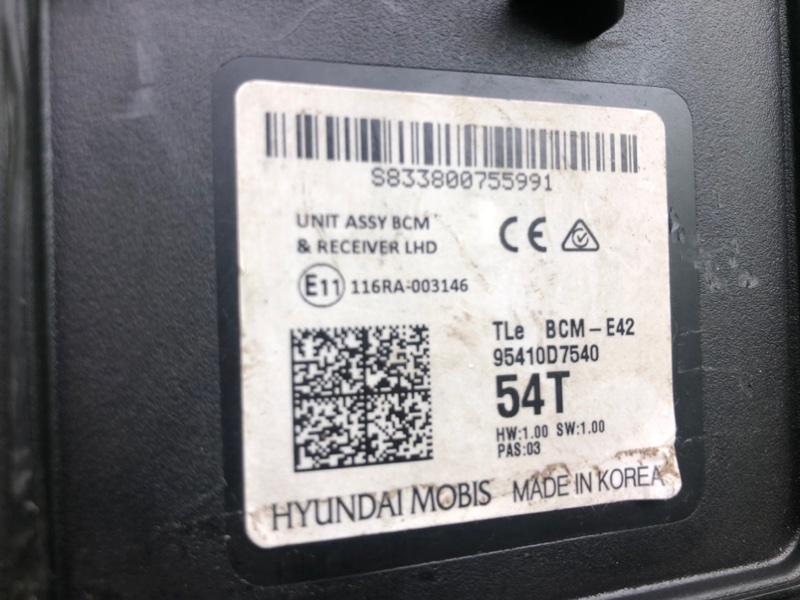 S833800755991
UNIT ASSY BCM
& RECEIVER LHD
CE
E11 116RA-003146
TLe BCM-E42
95410D7540
54T
HW:1.00 SW:1.00
PAS:03
HYUNDAI MOBIS MADE IN KOREA